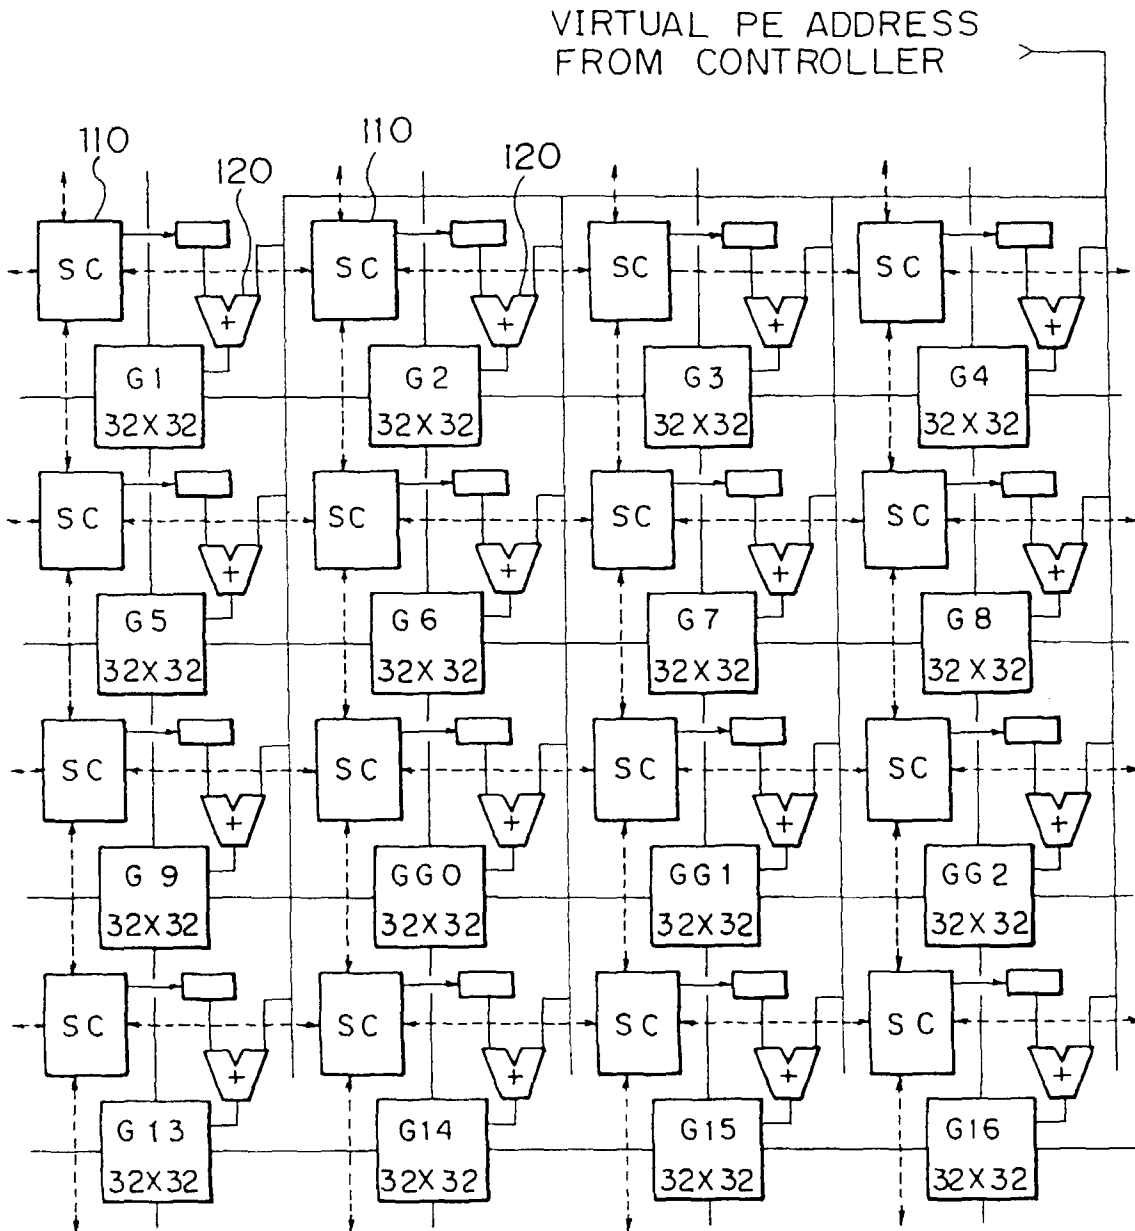 VIRTUAL PE ADDRESS
FROM CONTROLLER
110
120
110
120
SC
SC
SC
SC
+
+
+
+
G1
G2
G3
G4
32X32
32X32
32X32
32X32
SC
SC
SC
SC
+
+
+
+
G5
G6
G7
G8
32X32
32X32
32X32
32X32
SC
SC
SC
SC
+
+
+
+
G9
GG0
GG1
GG2
32X32
32X32
32X32
32X32
SC
SC
SC
SC
+
+
+
+
G13
G14
G15
G16
32X32
32X32
32X32
32X32